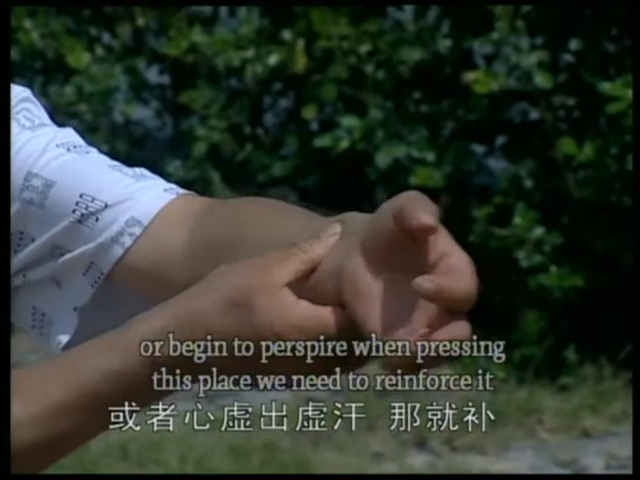 or begin to perspire when pressing
this place we need to reinforce it
或者心虚出虚汗 那就补